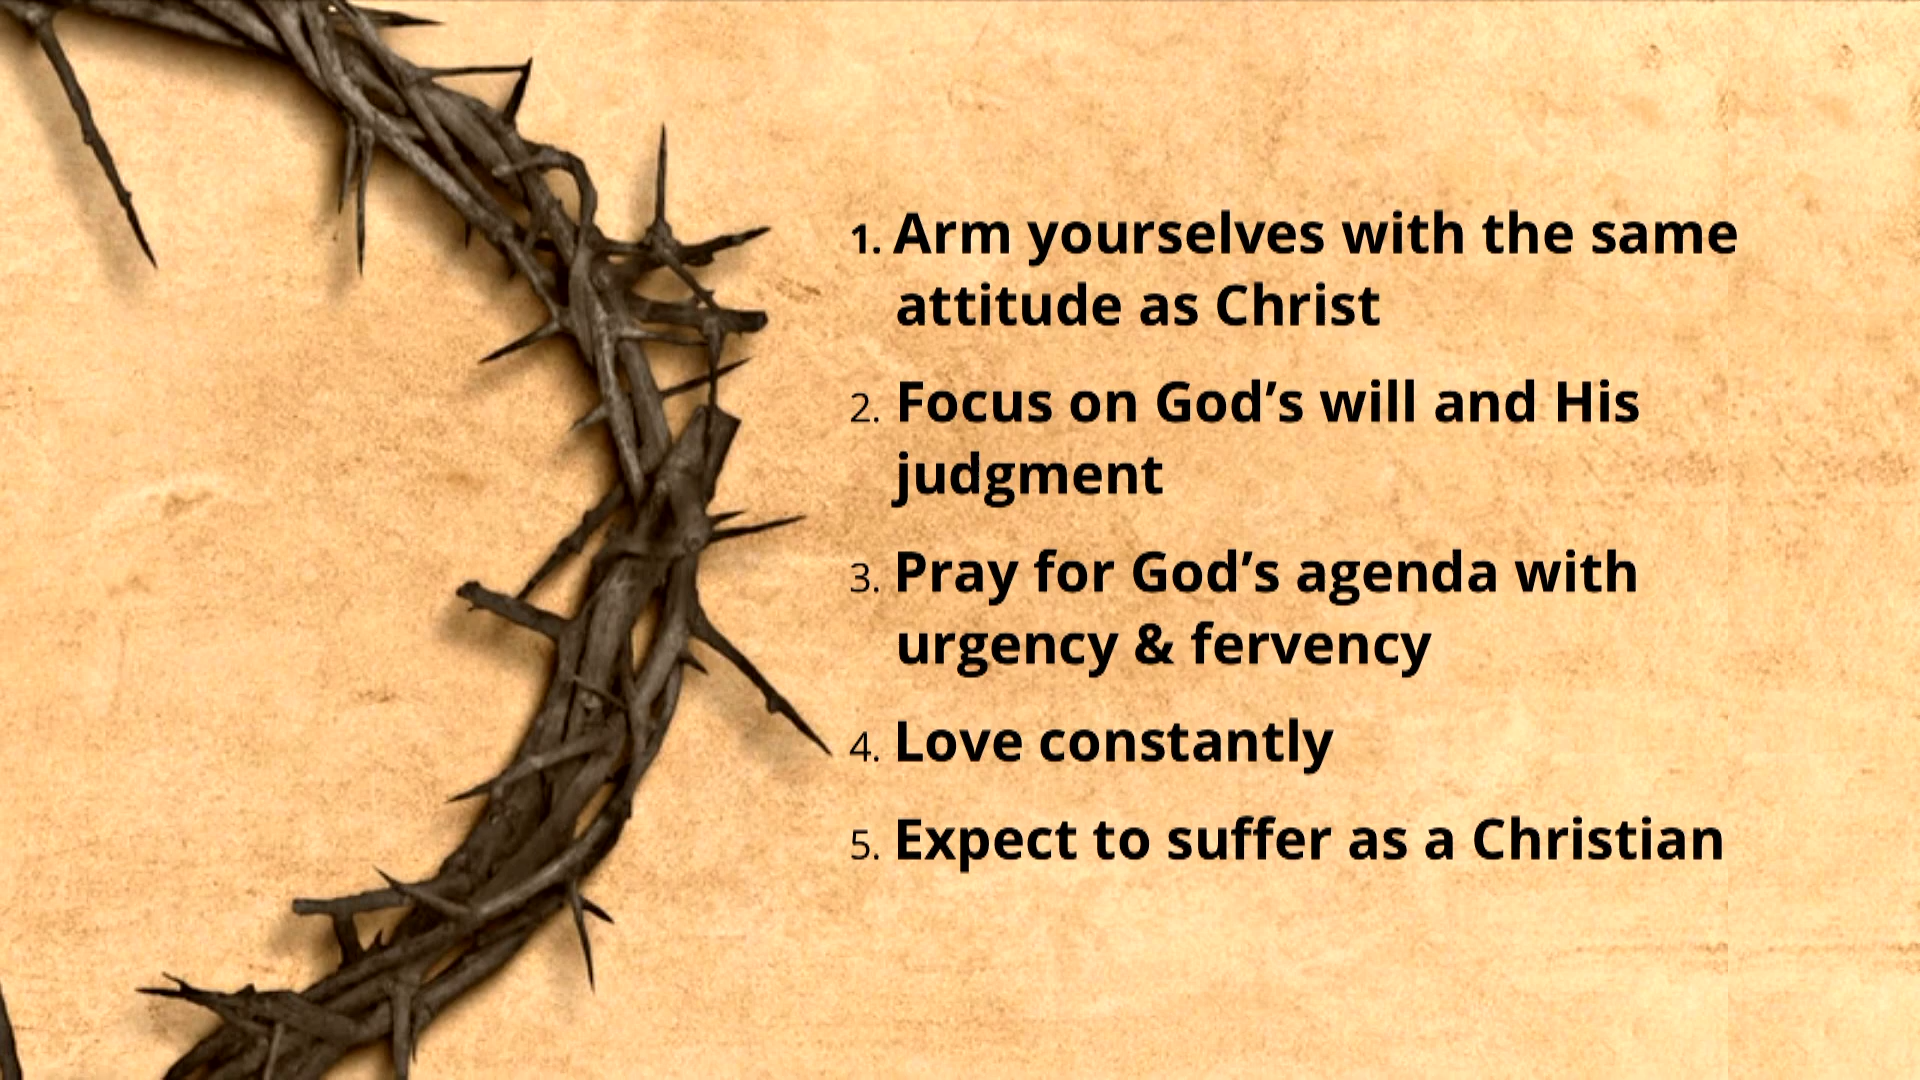 1. Arm yourselves with the same
attitude as Christ
2. Focus on God’s will and His
judgment
3. Pray for God’s agenda with
urgency & fervency
4. Love constantly
5. Expect to suffer as a Christian